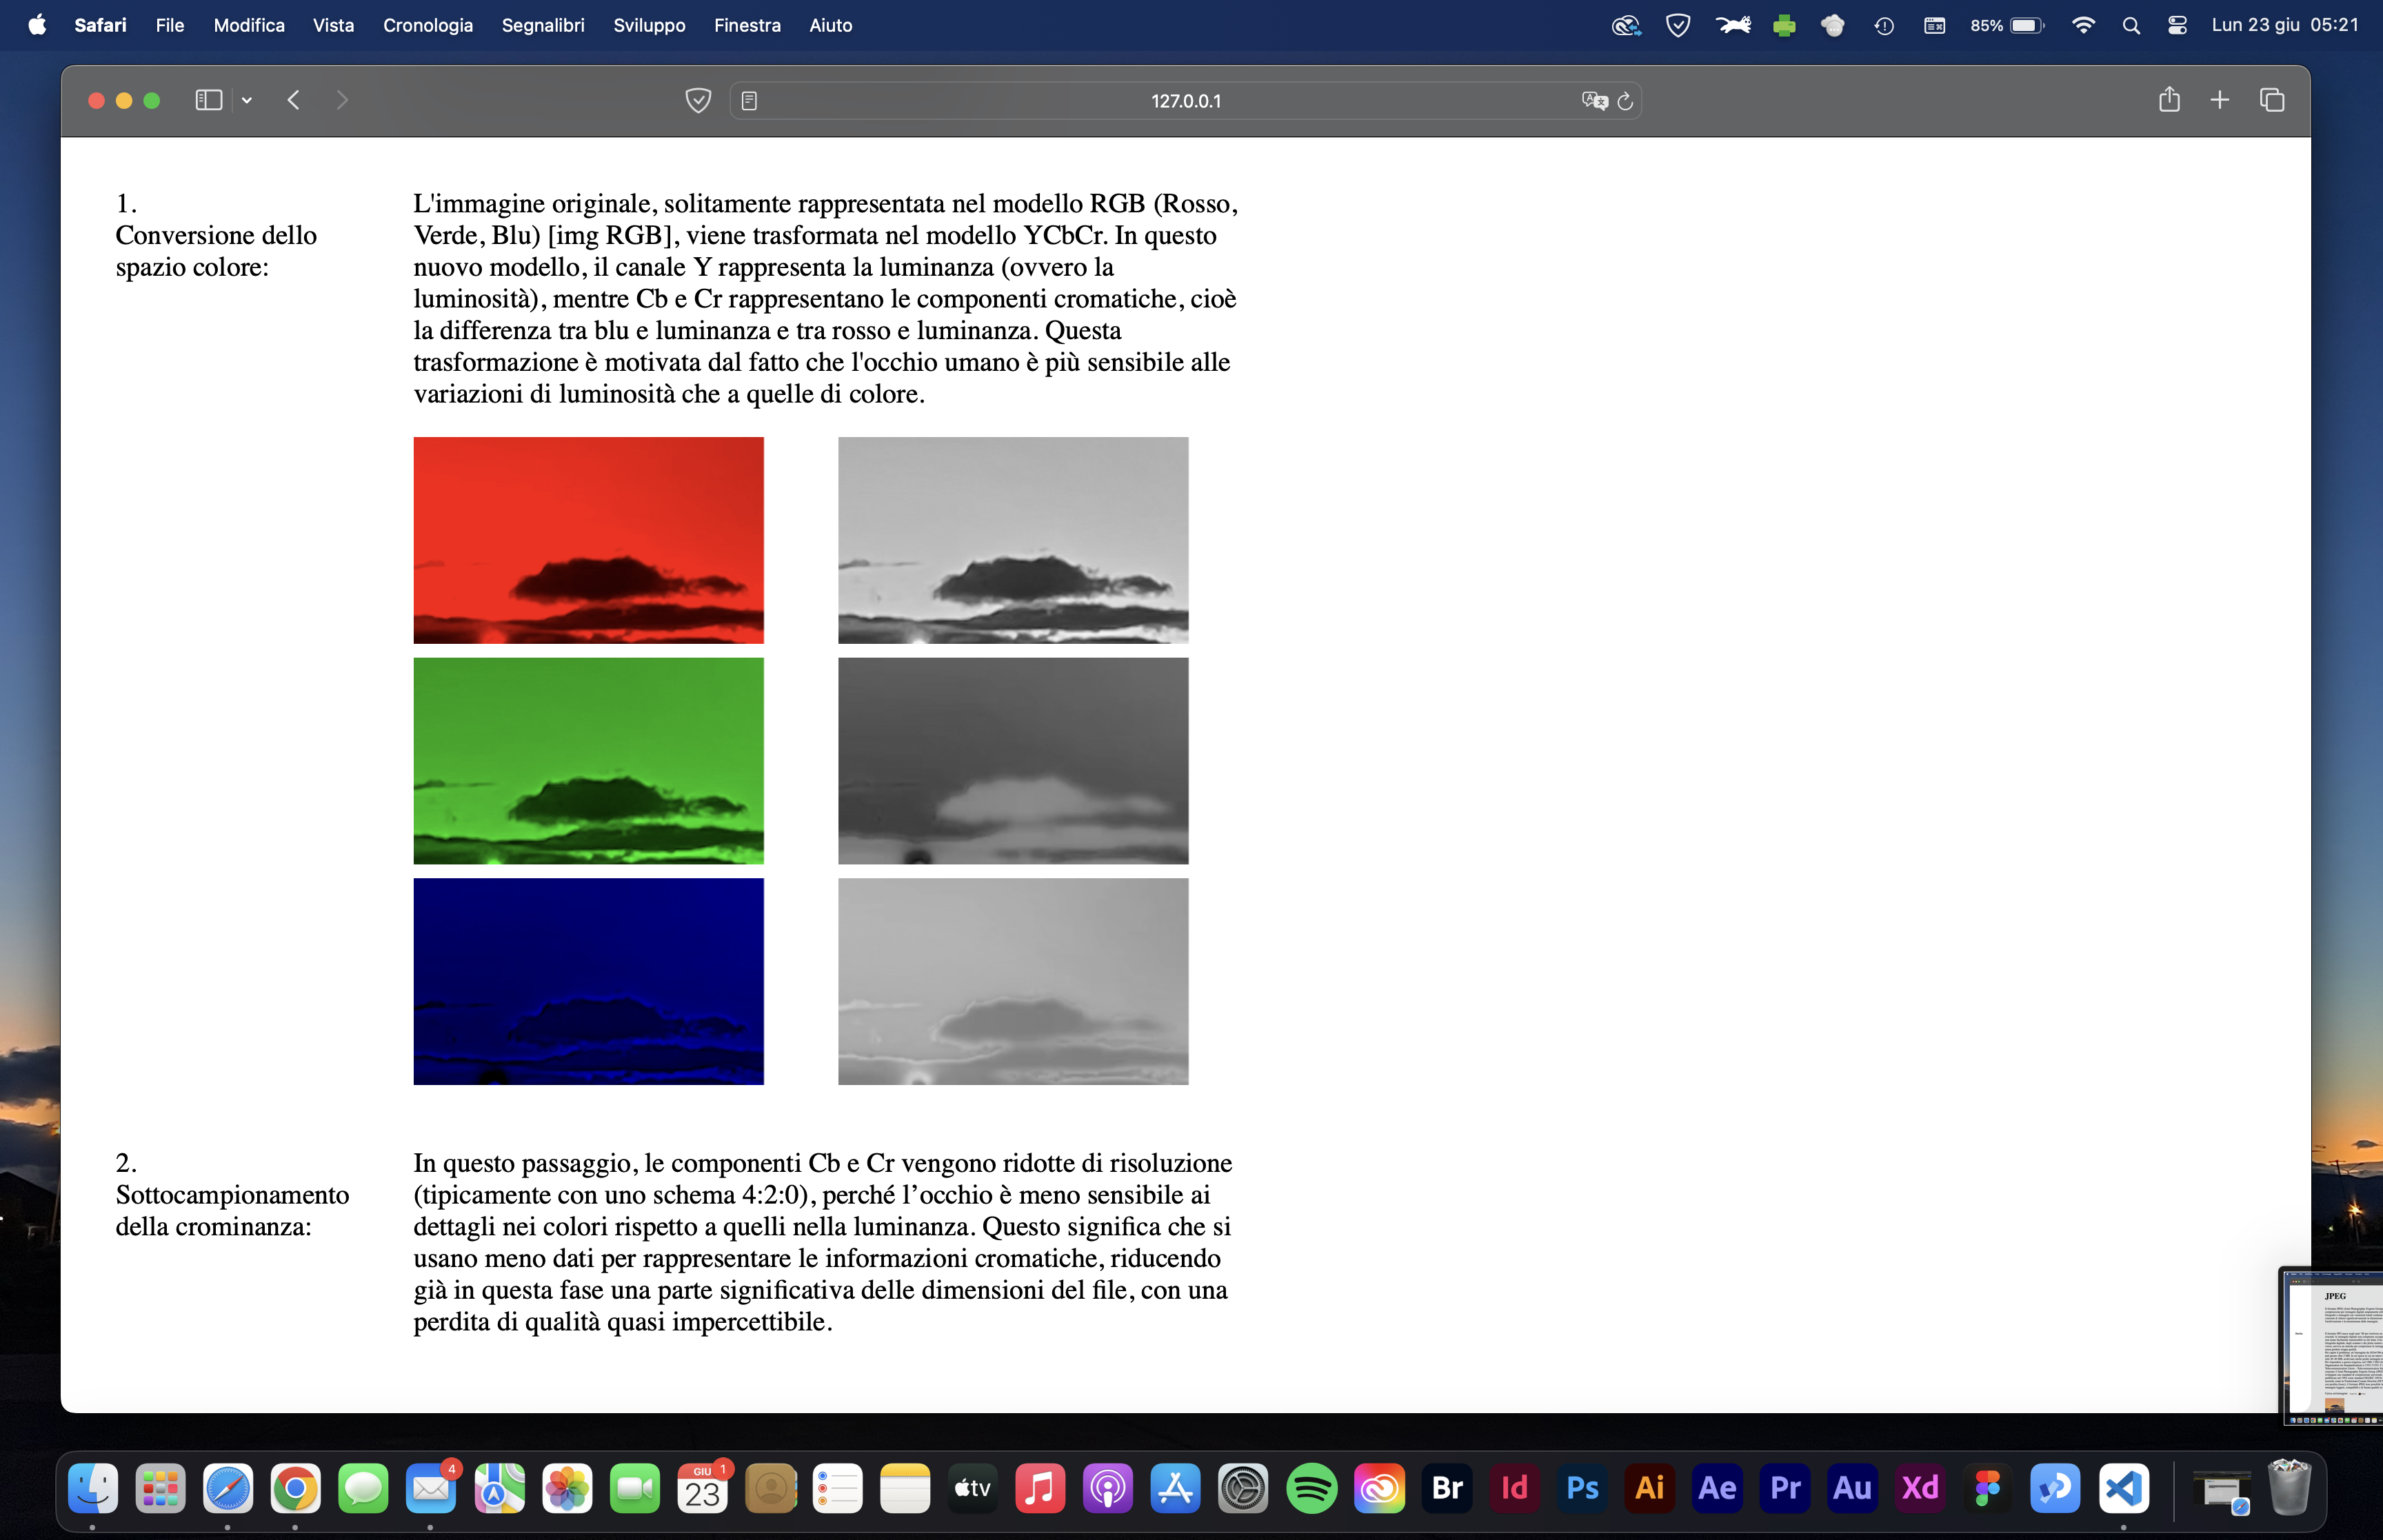 Safari File Modifica Vista Cronologia Segnalibri Sviluppo Finestra Aiuto 85% Lun 23 giu 05:21
127.0.0.1
1.
Conversione dello
spazio colore:
L'immagine originale, solitamente rappresentata nel modello RGB (Rosso,
Verde, Blu) [img RGB], viene trasformata nel modello YCbCr. In questo
nuovo modello, il canale Y rappresenta la luminanza (ovvero la
luminosità), mentre Cb e Cr rappresentano le componenti cromatiche, cioè
la differenza tra blu e luminanza e tra rosso e luminanza. Questa
trasformazione è motivata dal fatto che l'occhio umano è più sensibile alle
variazioni di luminosità che a quelle di colore.
2.
Sottocampionamento
della crominanza:
In questo passaggio, le componenti Cb e Cr vengono ridotte di risoluzione
(tipicamente con uno schema 4:2:0), perché l’occhio è meno sensibile ai
dettagli nei colori rispetto a quelli nella luminanza. Questo significa che si
usano meno dati per rappresentare le informazioni cromatiche, riducendo
già in questa fase una parte significativa delle dimensioni del file, con una
perdita di qualità quasi impercettibile.
JPEG
4 GIU 1 23 tv Br Id Ps Ai Ae Pr Au Xd